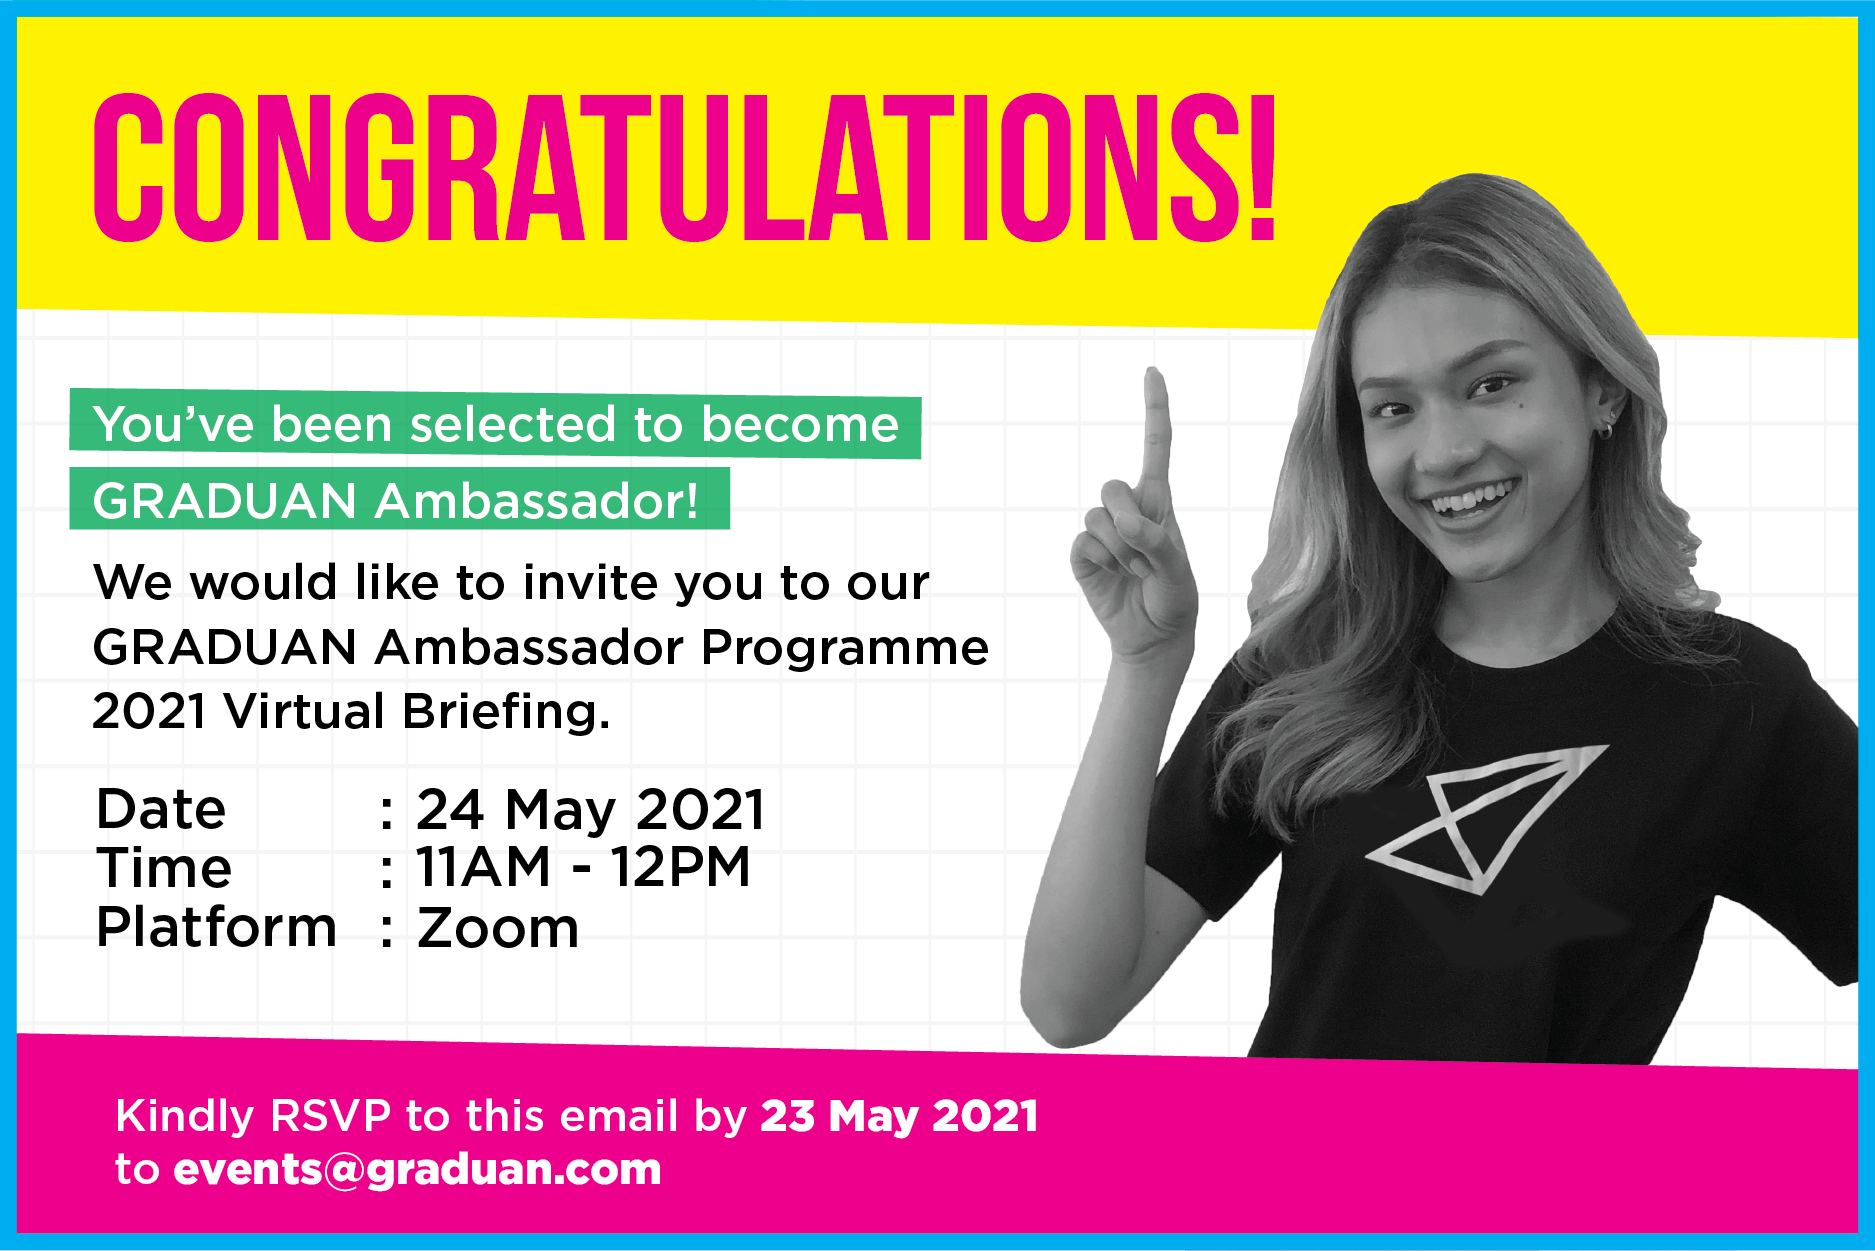 CONGRATULATIONS!
You've been selected to become
GRADUAN Ambassador!
We would like to invite you to our
GRADUAN Ambassador Programme
2021 Virtual Briefing.
Date : 24 May 2021
Time : 11AM - 12PM
Platform : Zoom
Kindly RSVP to this email by 23 May 2021
to events@graduan.com